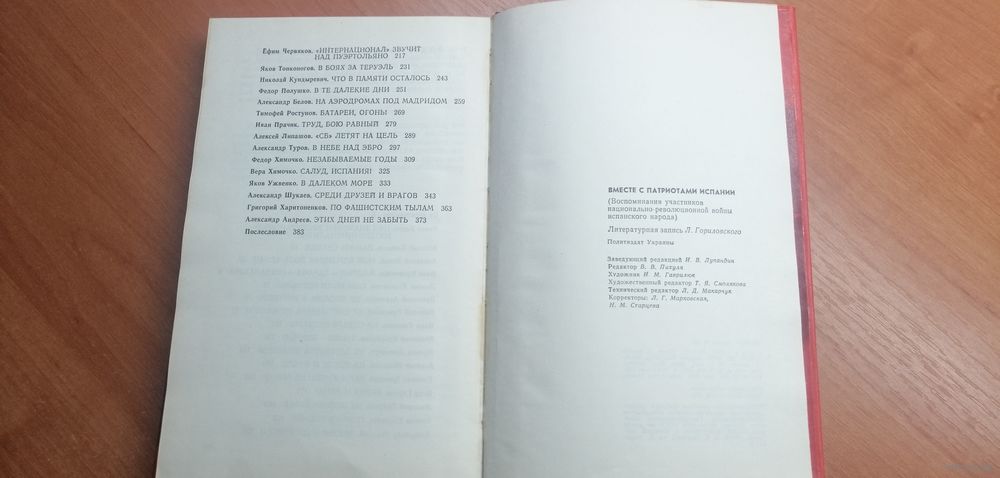 Ефим Червяков. «ИНТЕРНАЦИОНАЛ» ЗВУЧИТ
НАД ПУЭРТОЛЬЯНО 217
Яков Тонконогов. В БОЯХ ЗА ТЕРУЭЛЬ 231
Николай Кундыревич. ЧТО В ПАМЯТИ ОСТАЛОСЬ 243
Федор Полушко. В ТЕ ДАЛЕКИЕ ДНИ 251
Александр Белов. НА АЭРОДРОМАХ ПОД МАДРИДОМ 259
Тимофей Ростунов. БАТАРЕИ, ОГОНЬ! 269
Иван Прачик. ТРУД, БОЮ РАВНЫЙ 279
Алексей Липашов. «СБ» ЛЕТЯТ НА ЦЕЛЬ 289
Александр Туров. В НЕБЕ НАД ЭБРО 297
Федор Химочко. НЕЗАБЫВАЕМЫЕ ГОДЫ 309
Вера Химочко. САЛУД, ИСПАНИЯ! 325
Яков Ужвенко. В ДАЛЕКОМ МОРЕ 333
Александр Шукаев. СРЕДИ ДРУЗЕЙ И ВРАГОВ 343
Григорий Харитоненков. ПО ФАШИСТСКИМ ТЫЛАМ 363
Александр Андреев. ЭТИХ ДНЕЙ НЕ ЗАБЫТЬ 373
Послесловие 383
ВМЕСТЕ С ПАТРИОТАМИ ИСПАНИИ
(Воспоминания участников
национально-революционной войны
испанского народа)
Литературная запись Л. Гориловского
Политиздат Украины
Заведующий редакцией И. В. Лупандин
Редактор В. В. Пихуля
Художник И. М. Гаврилюк
Художественный редактор Т. Я. Смолякова
Технический редактор Л. Д. Макарчук
Корректоры: Л. Г. Марковская,
Н. М. Старцева